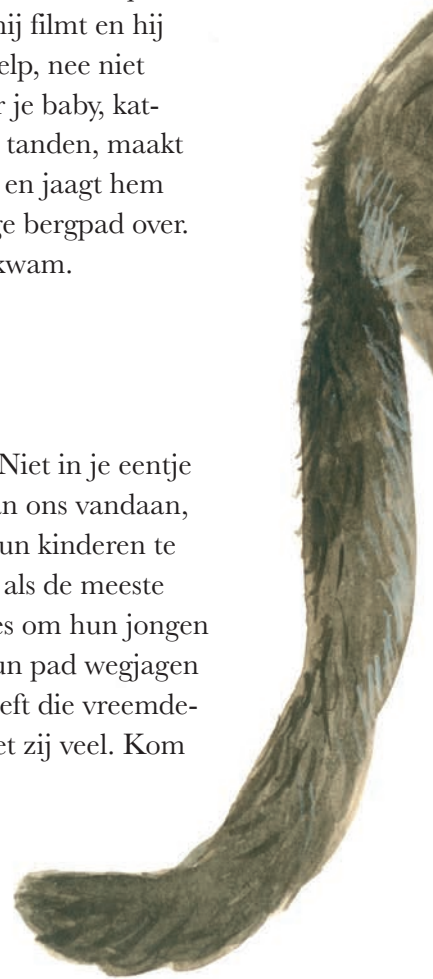 hij filmt en hij
elp, nee niet
r je baby, kat-
tanden, maakt
en jaagt hem
ge bergpad over.
kwam.
Niet in je eentje
an ons vandaan,
un kinderen te
als de meeste
es om hun jongen
un pad wegjagen
eft die vreemde-
et zij veel. Kom